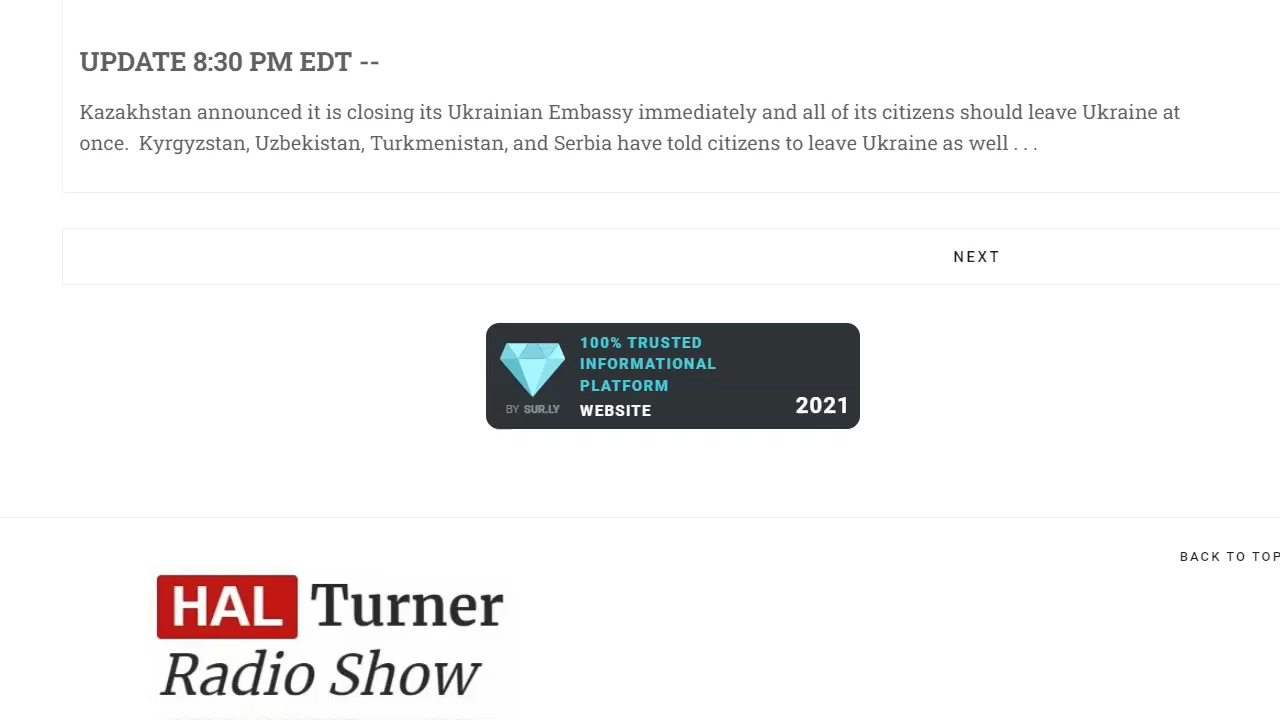 UPDATE 8:30 PM EDT --
Kazakhstan announced it is closing its Ukrainian Embassy immediately and all of its citizens should leave Ukraine at
once.  Kyrgyzstan, Uzbekistan, Turkmenistan, and Serbia have told citizens to leave Ukraine as well . . .
NEXT
100% TRUSTED
INFORMATIONAL
PLATFORM
BY SUR.LY
WEBSITE
2021
BACK TO TOP
HAL Turner
Radio Show